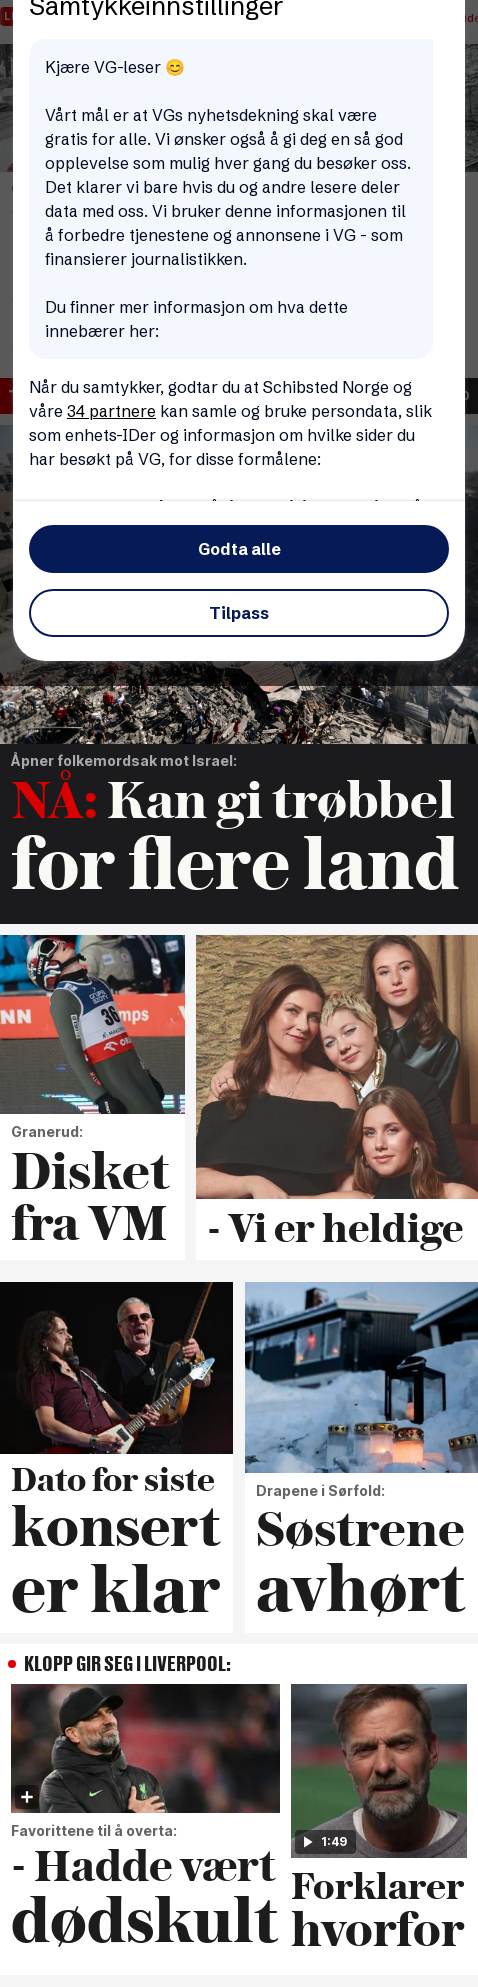 Samtykkeinnstillinger
Kjære VG-leser 😊
Vårt mål er at VGs nyhetsdekning skal være
gratis for alle. Vi ønsker også å gi deg en så god
opplevelse som mulig hver gang du besøker oss.
Det klarer vi bare hvis du og andre lesere deler
data med oss. Vi bruker denne informasjonen til
å forbedre tjenestene og annonsene i VG - som
finansierer journalistikken.
Du finner mer informasjon om hva dette
innebærer her:
Når du samtykker, godtar du at Schibsted Norge og
våre 34 partnere kan samle og bruke persondata, slik
som enhets-IDer og informasjon om hvilke sider du
har besøkt på VG, for disse formålene:
Godta alle
Tilpass
Åpner folkemordsak mot Israel:
NÅ: Kan gi trøbbel
for flere land
36
Granerud:
Disket
fra VM
- Vi er heldige
Dato for siste
konsert
er klar
Drapene i Sørfold:
Søstrene
avhørt
KLOPP GIR SEG I LIVERPOOL:
Favorittene til å overta:
- Hadde vært
dødskult
1:49
Forklarer
hvorfor